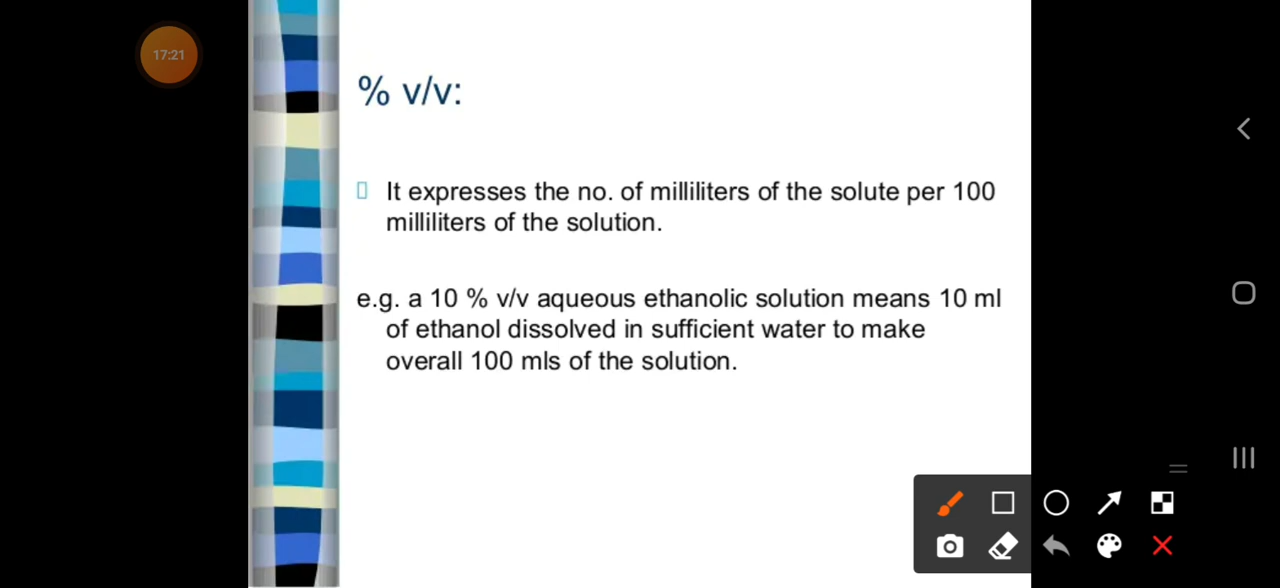 17:21
% v/v:
It expresses the no. of milliliters of the solute per 100
milliliters of the solution.
e.g. a 10 % v/v aqueous ethanolic solution means 10 ml
of ethanol dissolved in sufficient water to make
overall 100 mls of the solution.